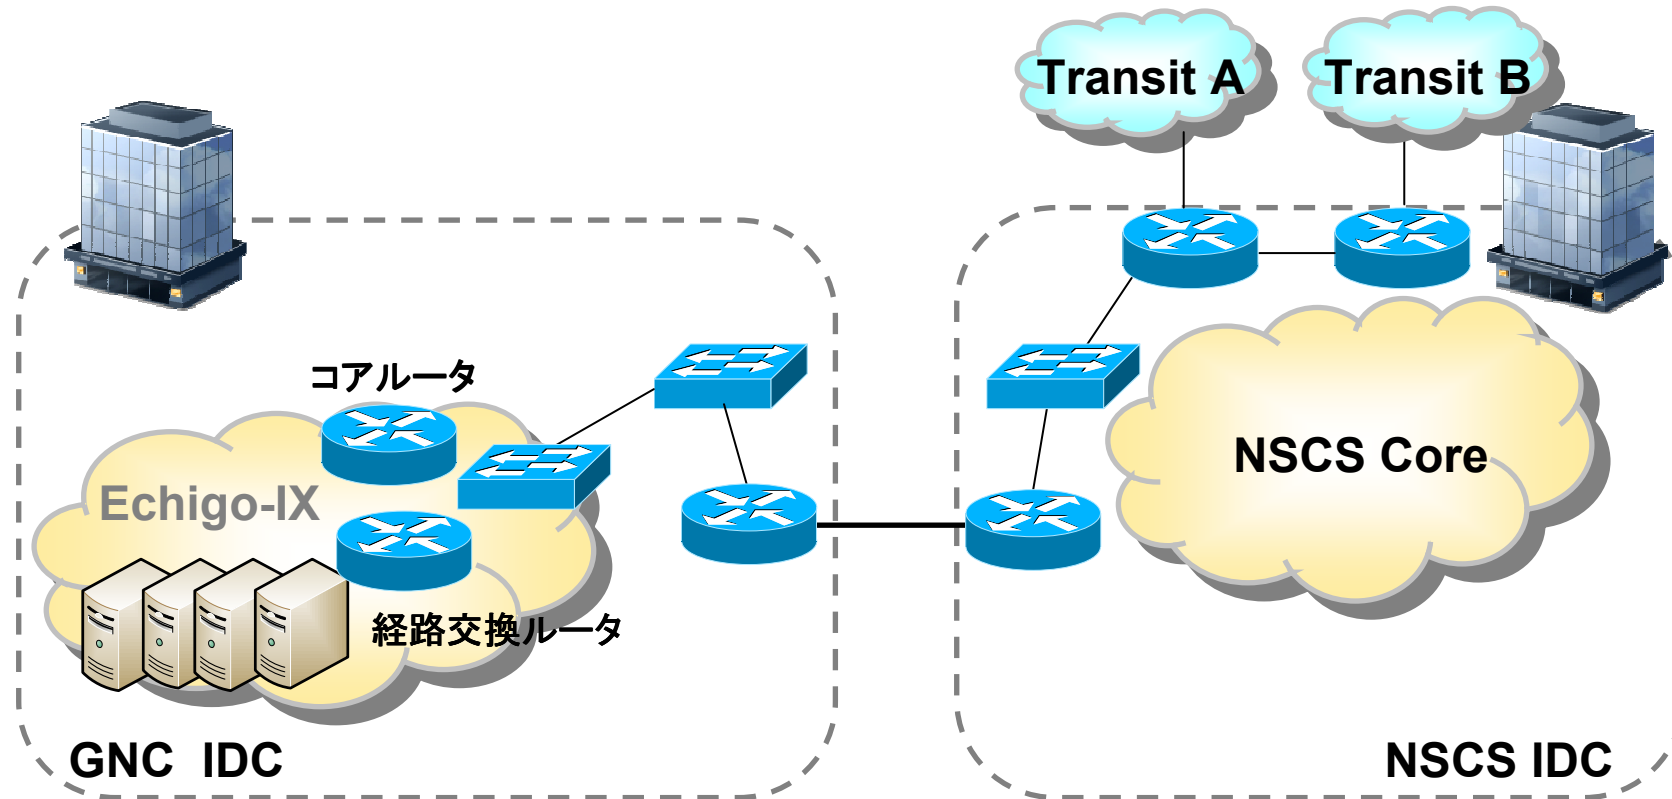 Transit A
Transit B
コアルータ
Echigo-IX
NSCS Core
経路交換ルータ
GNC IDC
NSCS IDC